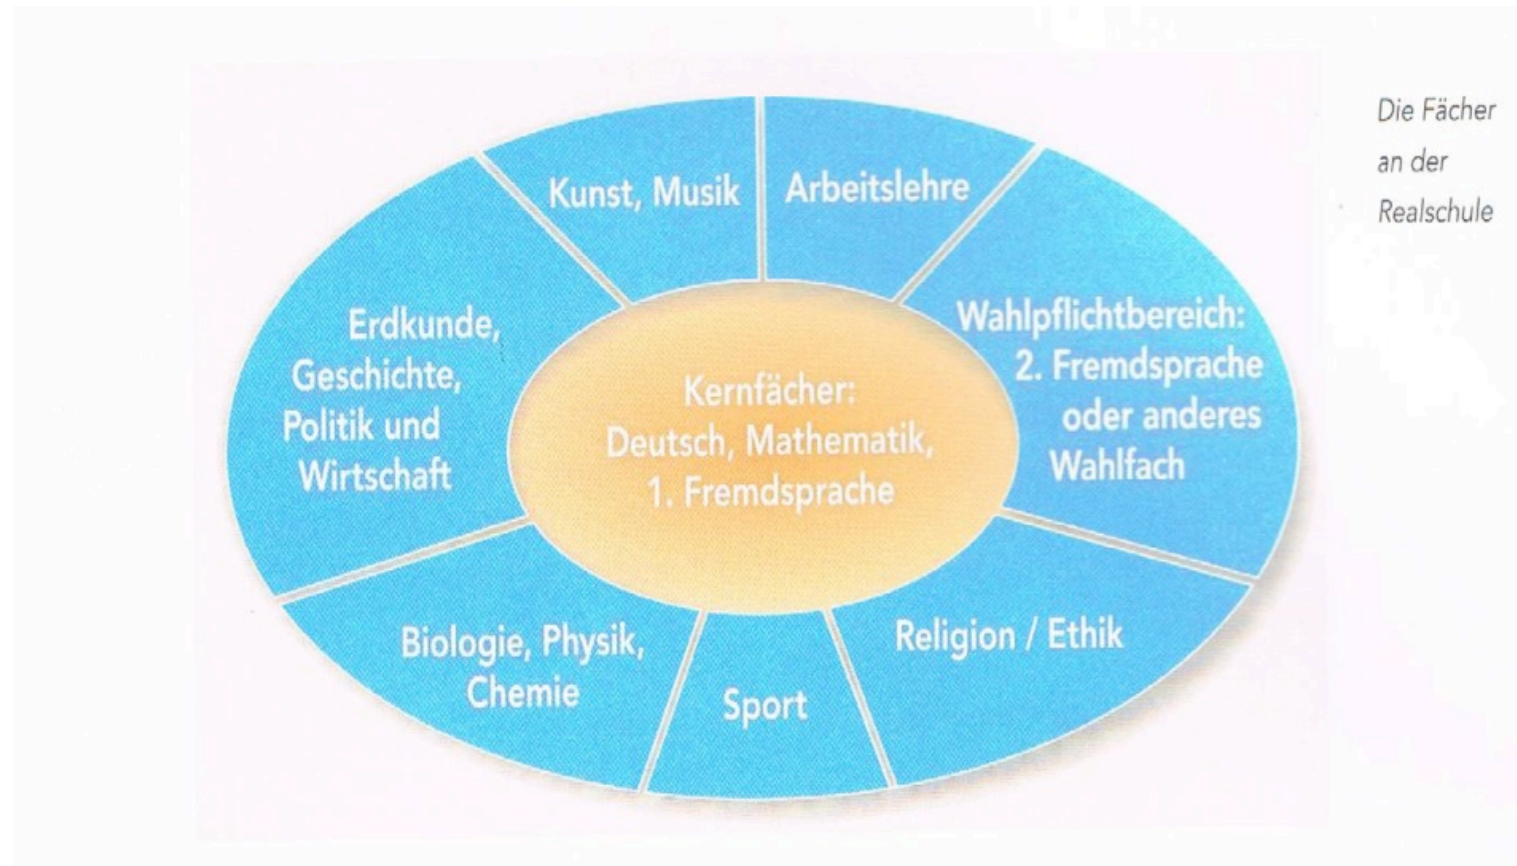 Die Fächer
an der
Realschule
Kunst, Musik
Arbeitslehre
Wahlpflichtbereich:
2. Fremdsprache
oder anderes
Wahlfach
Religion / Ethik
Sport
Biologie, Physik,
Chemie
Erdkunde,
Geschichte,
Politik und
Wirtschaft
Kernfächer:
Deutsch, Mathematik,
1. Fremdsprache